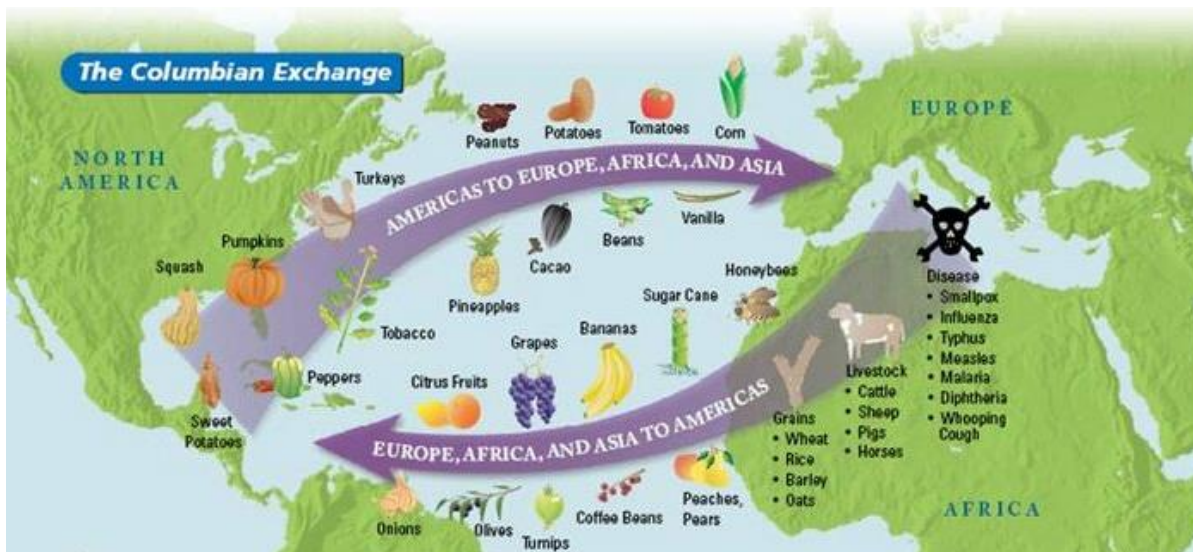 The Columbian Exchange
NORTH
AMERICA
EUROPE
AFRICA
AMERICAS TO EUROPE, AFRICA, AND ASIA
Peanuts
Potatoes
Tomatoes
Corn
Turkeys
Pumpkins
Squash
Tobacco
Pineapples
Cacao
Beans
Vanilla
Peppers
Sweet
Potatoes
EUROPE, AFRICA, AND ASIA TO AMERICAS
Citrus Fruits
Grapes
Bananas
Sugar Cane
Honeybees
Onions
Olives
Turnips
Coffee Beans
Peaches,
Pears
Grains
• Wheat
• Rice
• Barley
• Oats
Livestock
• Cattle
• Sheep
• Pigs
• Horses
Disease
• Smallpox
• Influenza
• Typhus
• Measles
• Malaria
• Diphtheria
• Whooping
Cough